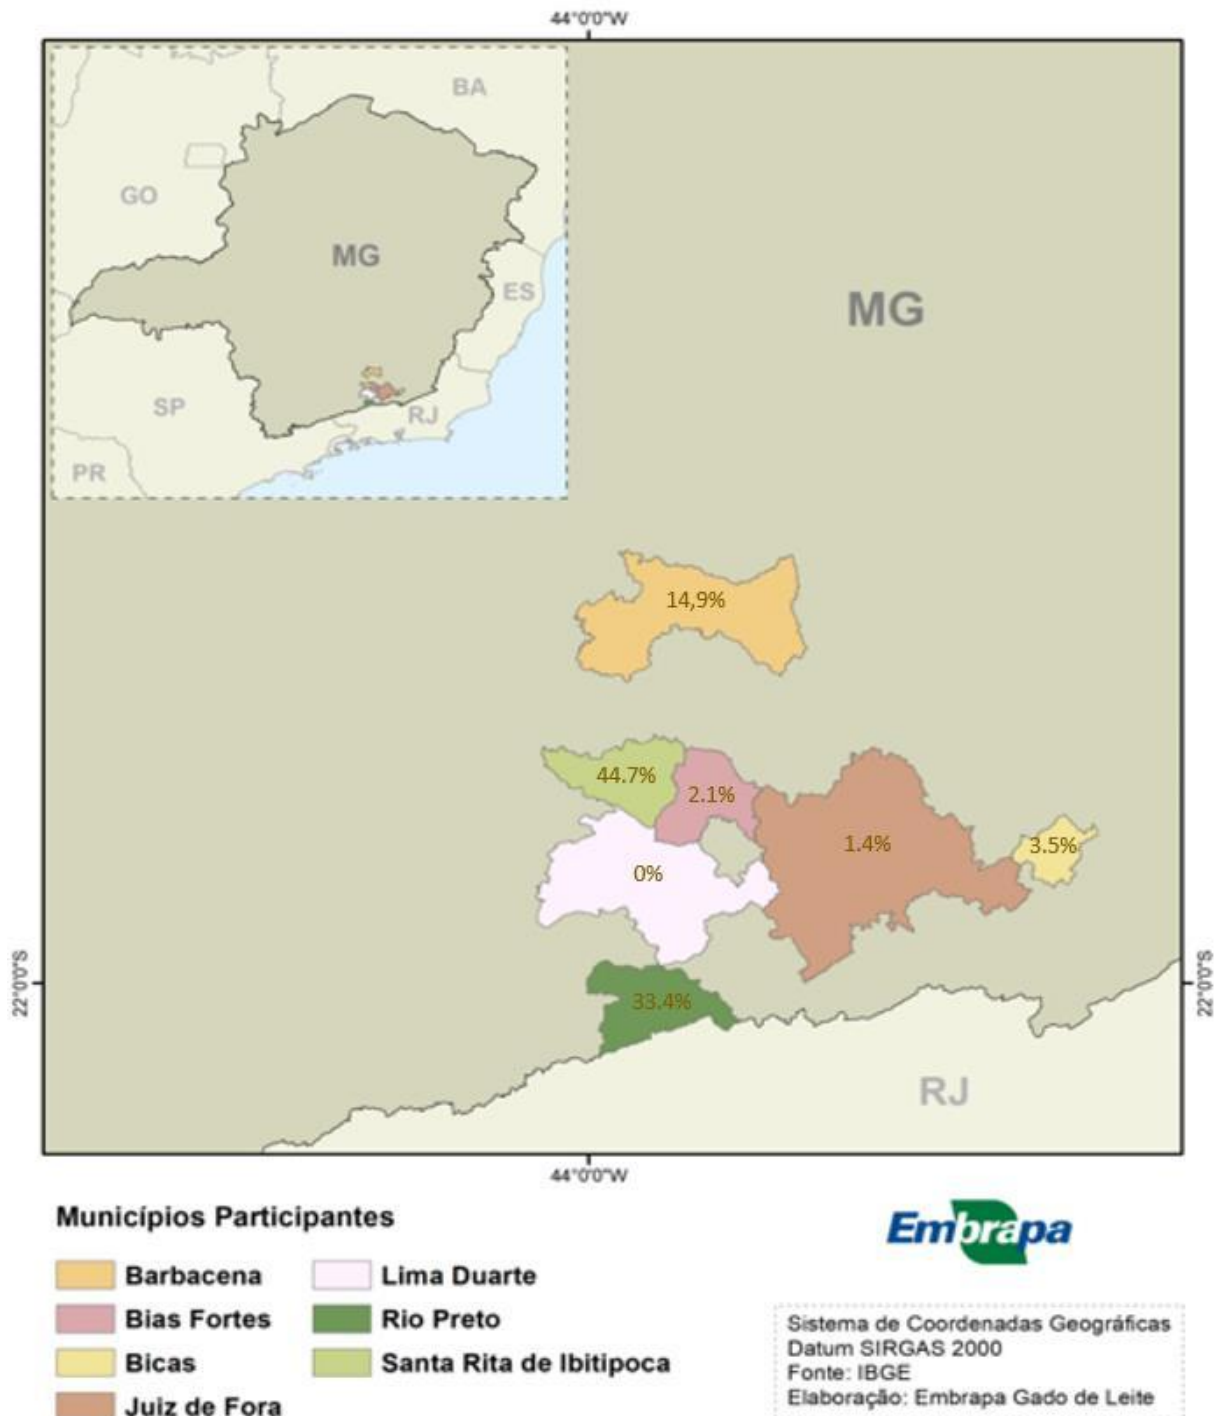 44°0'0"W
BA
GO
MG
ES
SP
RJ
PR
MG
14,9%
44.7%
2.1%
1.4%
3.5%
0%
22°0'0"S
22°0'0"S
33.4%
RJ
44°0'0"W
Municípios Participantes
Barbacena
Lima Duarte
Bias Fortes
Rio Preto
Bicas
Santa Rita de Ibitipoca
Juiz de Fora
Embrapa
Sistema de Coordenadas Geográficas
Datum SIRGAS 2000
Fonte: IBGE
Elaboração: Embrapa Gado de Leite